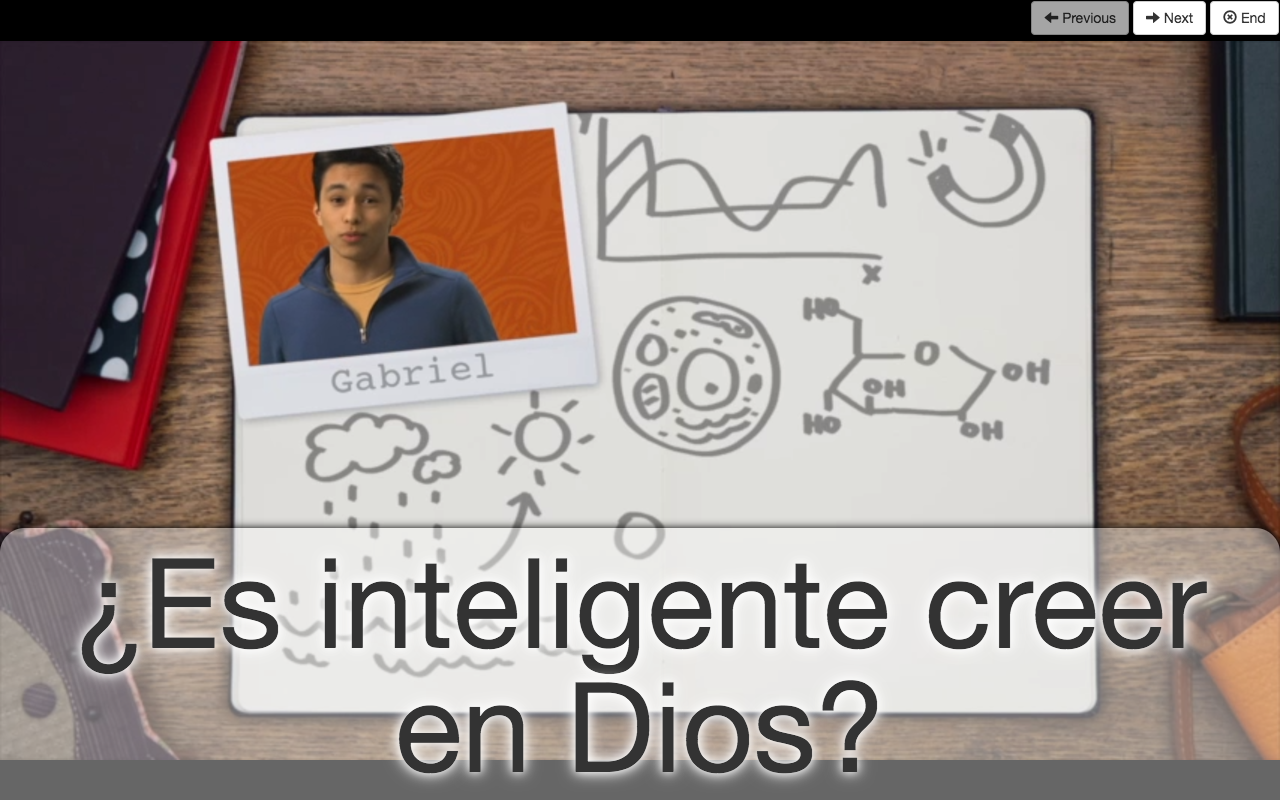 Previous
Next
End
Gabriel
Y
x
HO
O
OH
OH
HO
OH
¿Es inteligente creer
en Dios?